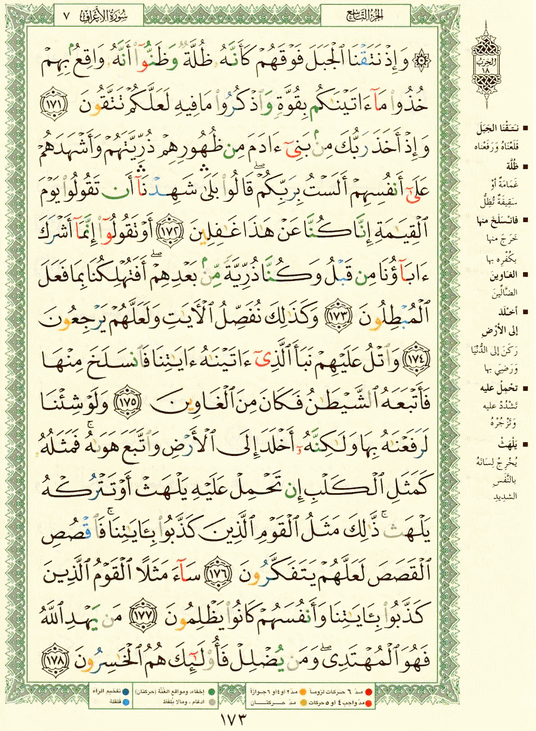 الجزء التاسع
سورة الأعراف ٧
۞ وَإِذْ نَتَقْنَا ٱلْجَبَلَ فَوْقَهُمْ كَأَنَّهُۥ ظُلَّةٌ وَظَنُّوٓا۟ أَنَّهُۥ وَاقِعٌۢ بِهِمْ
خُذُوا۟ مَآ ءَاتَيْنَٰكُم بِقُوَّةٍ وَٱذْكُرُوا۟ مَا فِيهِ لَعَلَّكُمْ تَتَّقُونَ ﴿١٧١﴾
وَإِذْ أَخَذَ رَبُّكَ مِنۢ بَنِىٓ ءَادَمَ مِن ظُهُورِهِمْ ذُرِّيَّتَهُمْ وَأَشْهَدَهُمْ
عَلَىٰٓ أَنفُسِهِمْ أَلَسْتُ بِرَبِّكُمْ ۖ قَالُوا۟ بَلَىٰ ۛ شَهِدْنَآ ۛ أَن تَقُولُوا۟ يَوْمَ
ٱلْقِيَٰمَةِ إِنَّا كُنَّا عَنْ هَٰذَا غَٰفِلِينَ ﴿١٧٢﴾ أَوْ تَقُولُوٓا۟ إِنَّمَآ أَشْرَكَ
ءَابَآؤُنَا مِن قَبْلُ وَكُنَّا ذُرِّيَّةً مِّنۢ بَعْدِهِمْ ۖ أَفَتُهْلِكُنَا بِمَا فَعَلَ
ٱلْمُبْطِلُونَ ﴿١٧٣﴾ وَكَذَٰلِكَ نُفَصِّلُ ٱلْءَايَٰتِ وَلَعَلَّهُمْ يَرْجِعُونَ
﴿١٧٤﴾ وَٱتْلُ عَلَيْهِمْ نَبَأَ ٱلَّذِىٓ ءَاتَيْنَٰهُ ءَايَٰتِنَا فَٱنسَلَخَ مِنْهَا
فَأَتْبَعَهُ ٱلشَّيْطَٰنُ فَكَانَ مِنَ ٱلْغَاوِينَ ﴿١٧٥﴾ وَلَوْ شِئْنَا
لَرَفَعْنَٰهُ بِهَا وَلَٰكِنَّهُۥٓ أَخْلَدَ إِلَى ٱلْأَرْضِ وَٱتَّبَعَ هَوَىٰهُ ۚ فَمَثَلُهُۥ
كَمَثَلِ ٱلْكَلْبِ إِن تَحْمِلْ عَلَيْهِ يَلْهَثْ أَوْ تَتْرُكْهُ
يَلْهَث ۚ ذَّٰلِكَ مَثَلُ ٱلْقَوْمِ ٱلَّذِينَ كَذَّبُوا۟ بِـَٔايَٰتِنَا ۚ فَٱقْصُصِ
ٱلْقَصَصَ لَعَلَّهُمْ يَتَفَكَّرُونَ ﴿١٧٦﴾ سَآءَ مَثَلًا ٱلْقَوْمُ ٱلَّذِينَ
كَذَّبُوا۟ بِـَٔايَٰتِنَا وَأَنفُسَهُمْ كَانُوا۟ يَظْلِمُونَ ﴿١٧٧﴾ مَن يَهْدِ ٱللَّهُ
فَهُوَ ٱلْمُهْتَدِى ۖ وَمَن يُضْلِلْ فَأُو۟لَٰٓئِكَ هُمُ ٱلْخَٰسِرُونَ ﴿١٧٨﴾
الحزب
١٨
نتقنا الجبل
قلعناه ورفعناه
ظلة
غمامة أو
سقيفة تظل
فانسلخ منها
خرج منها
بكفره بها
الغاوين
الضالين
أخلد
إلى الأرض
ركن إلى الدنيا
ورضي بها
تحمل عليه
تشدد عليه
وتزجره
يلهث
يخرج لسانه
بالنفس
الشديد
مد ٦ حركات لزوماً مد ٢ أو ٤ أو ٦ جوازاً إخفاء، ومواقع الغنة (حركتان) تفخيم الراء
مد واجب ٤ أو ٥ حركات مد حركتان ادغام، وما لا يلفظ قلقلة
١٧٣